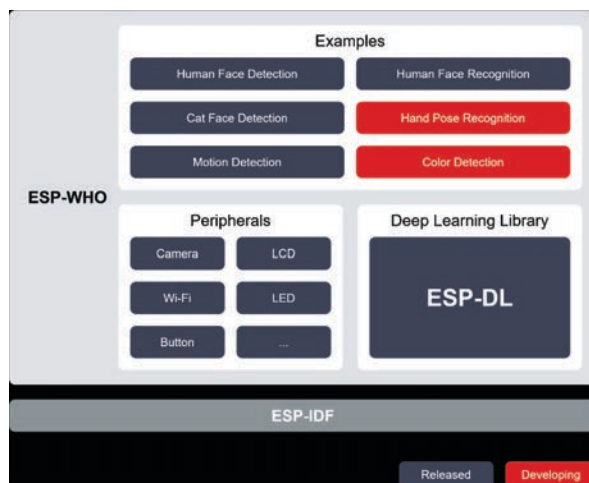 Examples
Human Face Detection
Human Face Recognition
Cat Face Detection
Hand Pose Recognition
Motion Detection
Color Detection
ESP-WHO
Peripherals
Camera
LCD
Wi-Fi
LED
Button
...
Deep Learning Library
ESP-DL
ESP-IDF
Released
Developing